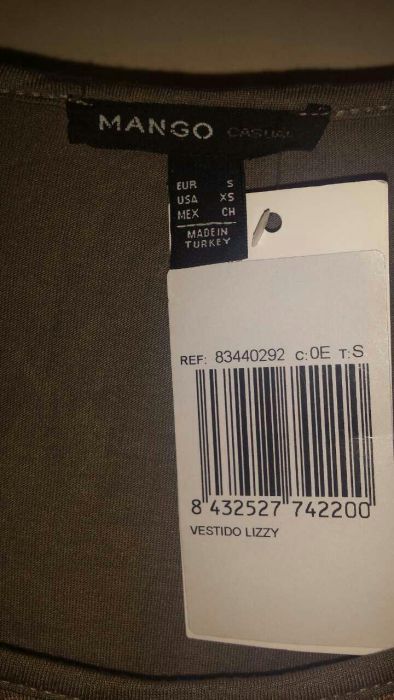 MANGO CASUAL
EUR S
USA XS
MEX CH
MADE IN
TURKEY
REF: 83440292 C:0E T:S
8 432527 742200
VESTIDO LIZZY